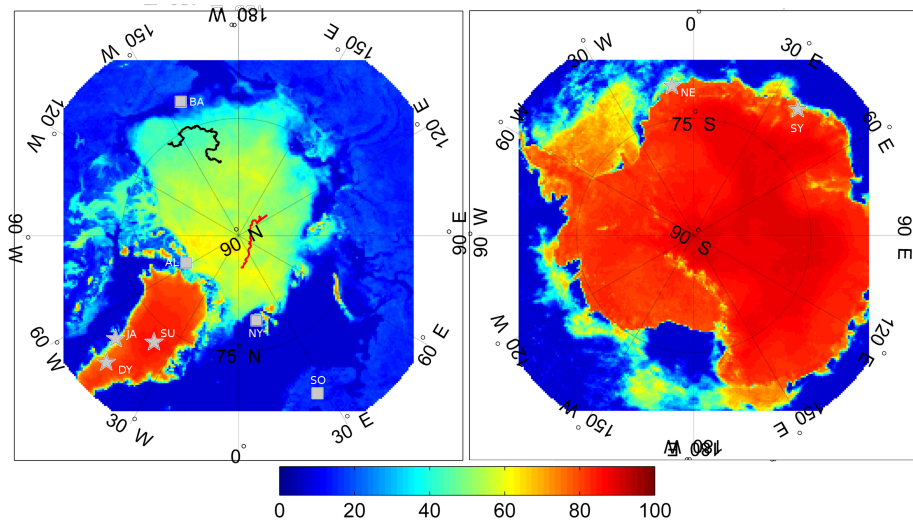 180 °
150 ° W
150 ° E
120 ° W
120 ° E
90 ° W
90 ° E
60 ° W
60 ° E
30 ° W
30 ° E
0 °
90 ° N
75 ° N
BA
AL
NY
JA
SU
DY
SO
0
30 ° W
30 ° E
60 ° W
60 ° E
90 ° W
90 ° E
120 ° W
120 ° E
150 ° W
150 ° E
75 ° S
90 ° S
NE
SY
0 20 40 60 80 100